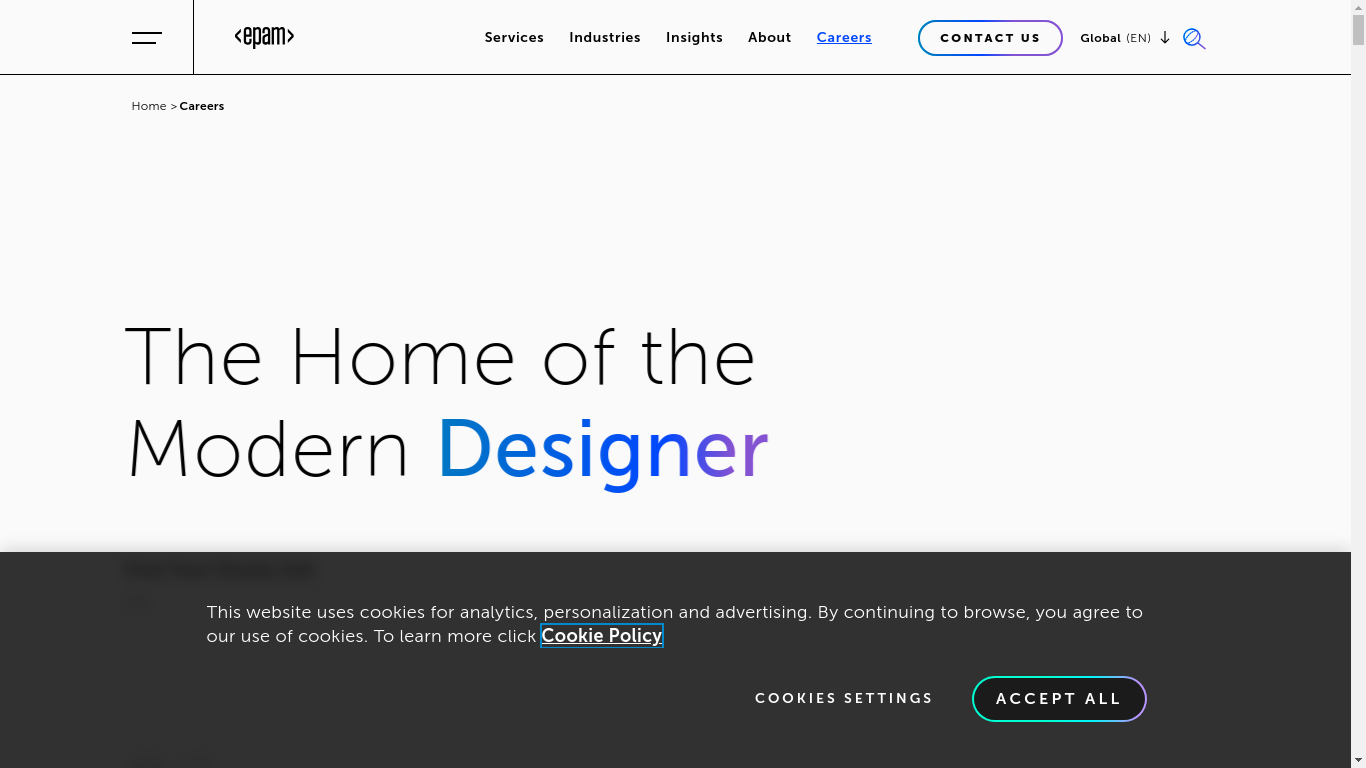 <epam>
Services Industries Insights About Careers CONTACT US Global (EN)
Home > Careers
The Home of the
Modern Designer
This website uses cookies for analytics, personalization and advertising. By continuing to browse, you agree to
our use of cookies. To learn more click Cookie Policy
COOKIES SETTINGS ACCEPT ALL